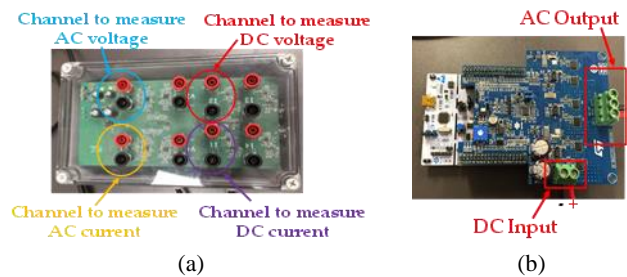 Channel to measure
AC voltage
Channel to measure
DC voltage
Channel to measure
AC current
Channel to measure
DC current
(a)
AC Output
DC Input
- +
(b)